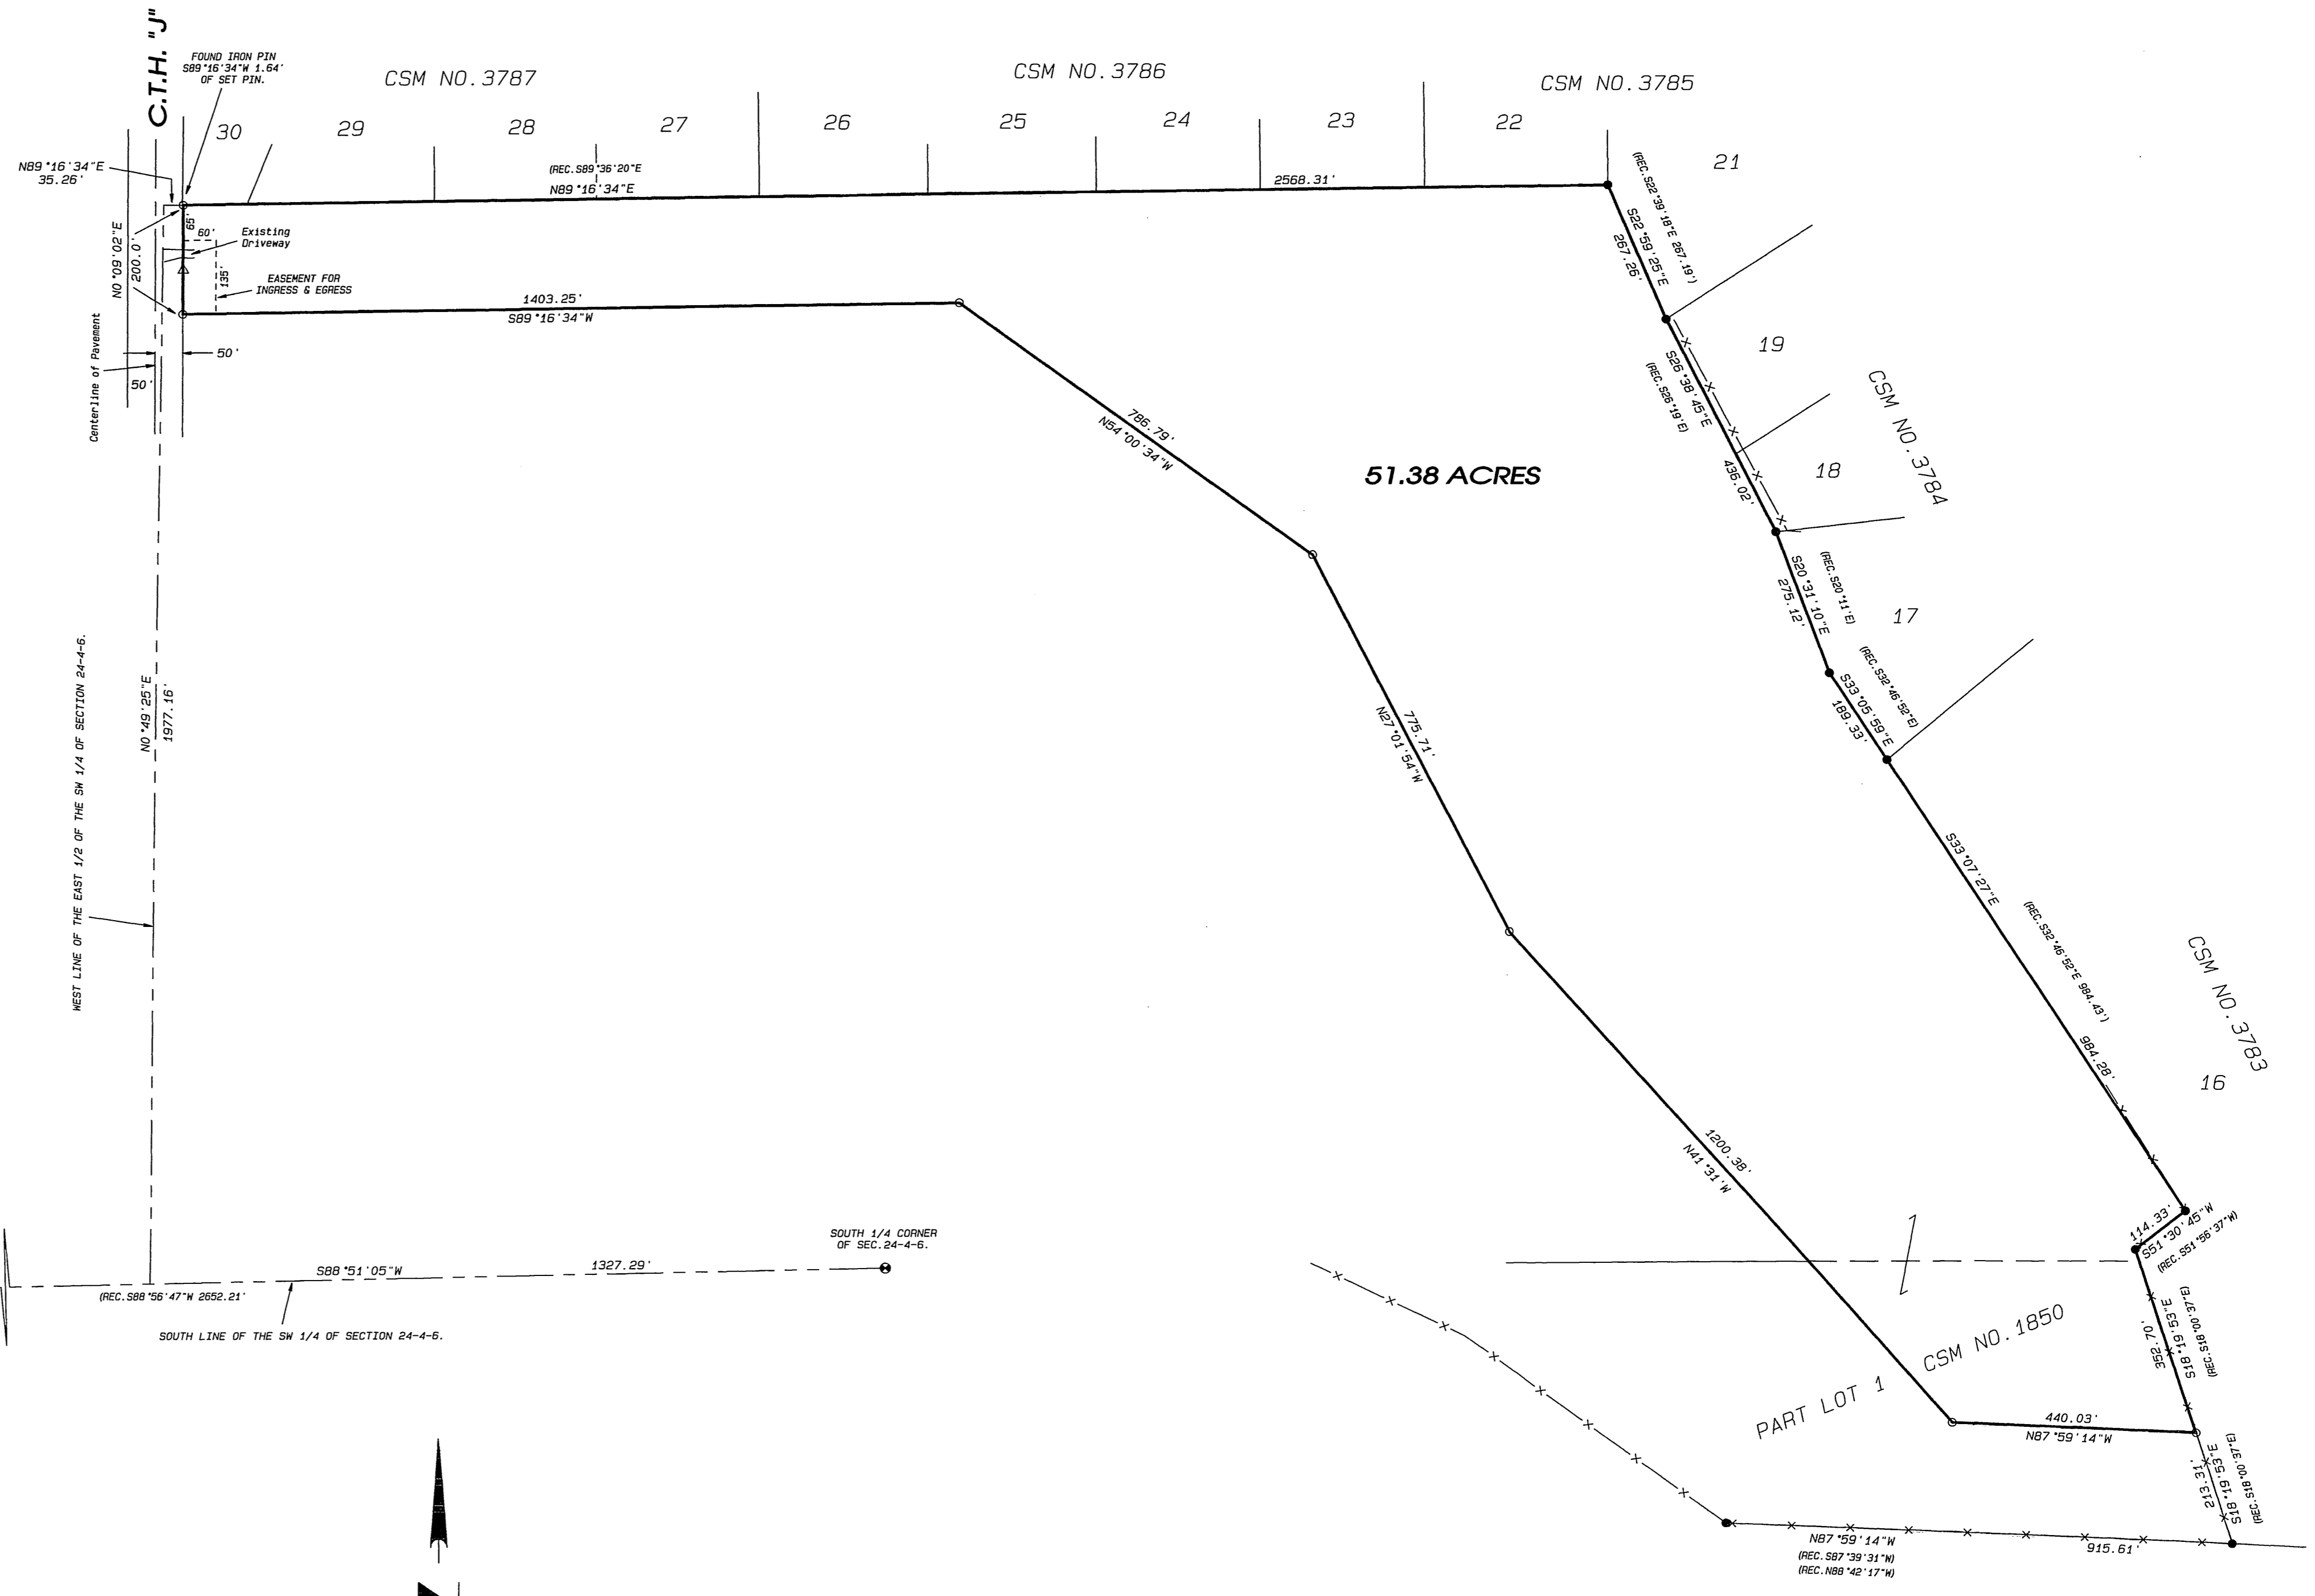 C.T.H. "J"
FOUND IRON PIN
S89°16'34"W 1.64'
OF SET PIN.
CSM NO.3787
CSM NO.3786
CSM NO.3785
30
29
28
27
26
25
24
23
22
21
N89°16'34"E
35.26'
(REC.S89°36'20"E
N89°16'34"E
2568.31'
N0°09'02"E
200.0'
65'
60'
Existing
Driveway
135'
EASEMENT FOR
INGRESS & EGRESS
1403.25'
S89°16'34"W
50'
50'
Centerline of Pavement
(REC.S22°39'18"E 267.19')
S22°59'25"E
267.26'
19
S26°38'45"E
(REC.S26°19'E)
436.02'
CSM NO.3784
18
786.79'
N54°00'34"W
51.38 ACRES
(REC.S20°11'E)
S20°31'10"E
275.12'
17
(REC.S32°46'52"E)
S33°05'59"E
189.33'
WEST LINE OF THE EAST 1/2 OF THE SW 1/4 OF SECTION 24-4-6.
N0°49'25"E
1977.16'
775.71'
N27°01'54"W
S33°07'27"E
(REC.S32°46'52"E 984.43')
984.28'
CSM NO.3783
16
1200.38'
N41°31'W
114.33'
S51°30'45"W
(REC.S51°56'37"W)
SOUTH 1/4 CORNER
OF SEC.24-4-6.
S88°51'05"W
1327.29'
(REC.S88°56'47"W 2652.21'
SOUTH LINE OF THE SW 1/4 OF SECTION 24-4-6.
352.70'
S18°19'53"E
(REC.S18°00'37"E)
PART LOT 1
CSM NO.1850
440.03'
N87°59'14"W
213.31'
S18°19'53"E
(REC.S18°00'37"E)
N87°59'14"W
915.61'
(REC.S87°39'31"W)
(REC.N88°42'17"W)